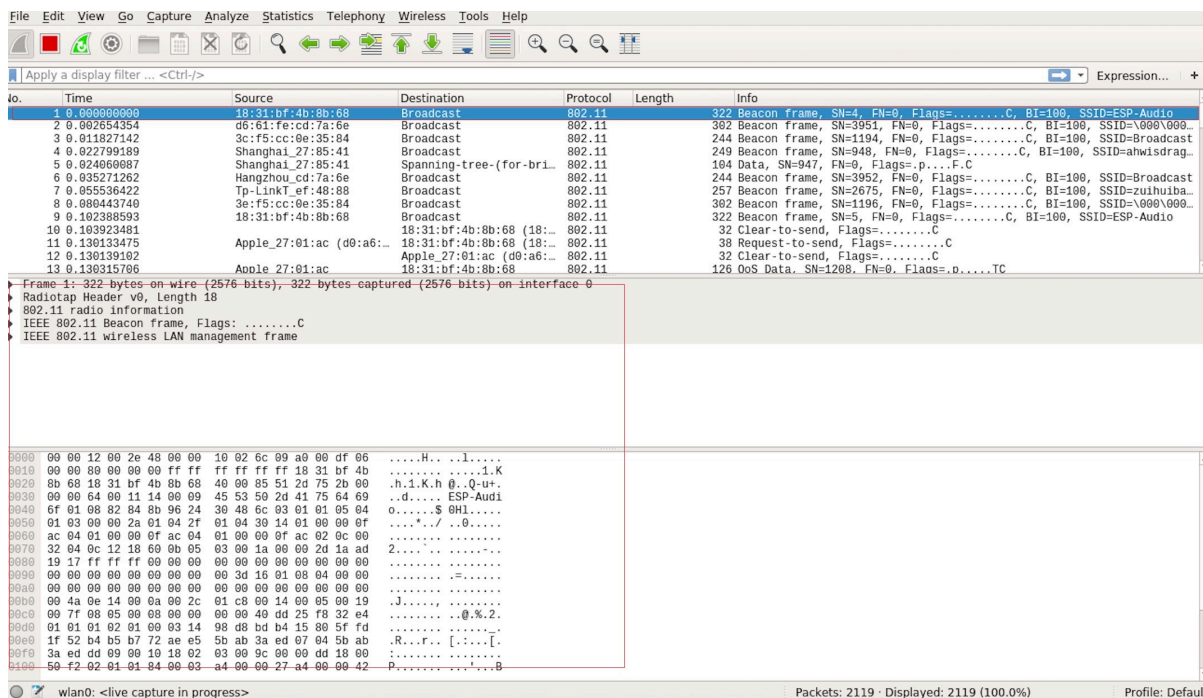 File Edit View Go Capture Analyze Statistics Telephony Wireless Tools Help
Apply a display filter ... <Ctrl-/> Expression... +
No. Time Source Destination Protocol Length Info
1 0.000000000 18:31:bf:4b:8b:68 Broadcast 802.11 322 Beacon frame, SN=4, FN=0, Flags=........C, BI=100, SSID=ESP-Audio
2 0.002654354 d6:61:fe:cd:7a:6e Broadcast 802.11 302 Beacon frame, SN=3951, FN=0, Flags=........C, BI=100, SSID=\000\000…
3 0.011827142 3c:f5:cc:0e:35:84 Broadcast 802.11 244 Beacon frame, SN=1194, FN=0, Flags=........C, BI=100, SSID=Broadcast
4 0.022799189 Shanghai_27:85:41 Broadcast 802.11 249 Beacon frame, SN=948, FN=0, Flags=........C, BI=100, SSID=ahwisdrag…
5 0.024060087 Shanghai_27:85:41 Spanning-tree-(for-bri… 802.11 104 Data, SN=947, FN=0, Flags=.p....F.C
6 0.035271262 Hangzhou_cd:7a:6e Broadcast 802.11 244 Beacon frame, SN=3952, FN=0, Flags=........C, BI=100, SSID=Broadcast
7 0.055536422 Tp-LinkT_ef:48:88 Broadcast 802.11 257 Beacon frame, SN=2675, FN=0, Flags=........C, BI=100, SSID=zuihuiba…
8 0.080443740 3e:f5:cc:0e:35:84 Broadcast 802.11 302 Beacon frame, SN=1196, FN=0, Flags=........C, BI=100, SSID=\000\000…
9 0.102388593 18:31:bf:4b:8b:68 Broadcast 802.11 322 Beacon frame, SN=5, FN=0, Flags=........C, BI=100, SSID=ESP-Audio
10 0.103923481 18:31:bf:4b:8b:68 (18:… 802.11 32 Clear-to-send, Flags=........C
11 0.130133475 Apple_27:01:ac (d0:a6:… 18:31:bf:4b:8b:68 (18:… 802.11 38 Request-to-send, Flags=........C
12 0.130139102 Apple_27:01:ac (d0:a6:… 802.11 32 Clear-to-send, Flags=........C
13 0.130315706 Apple_27:01:ac 18:31:bf:4b:8b:68 802.11 126 QoS Data, SN=1208, FN=0, Flags=.p.....TC
Frame 1: 322 bytes on wire (2576 bits), 322 bytes captured (2576 bits) on interface 0
Radiotap Header v0, Length 18
802.11 radio information
IEEE 802.11 Beacon frame, Flags: ........C
IEEE 802.11 wireless LAN management frame
0000 00 00 12 00 2e 48 00 00 10 02 6c 09 a0 00 df 06 .....H.. ..l.....
0010 00 00 80 00 00 00 ff ff ff ff ff ff 18 31 bf 4b ........ .....1.K
0020 8b 68 18 31 bf 4b 8b 68 40 00 85 51 2d 75 2b 00 .h.1.K.h @..Q-u+.
0030 00 00 64 00 11 14 00 09 45 53 50 2d 41 75 64 69 ..d..... ESP-Audi
0040 6f 01 08 82 84 8b 96 24 30 48 6c 03 01 01 05 04 o......$ 0Hl.....
0050 01 03 00 00 2a 01 04 2f 01 04 30 14 01 00 00 0f ....*../ ..0.....
0060 ac 04 01 00 00 0f ac 04 01 00 00 0f ac 02 0c 00 ........ ........
0070 32 04 0c 12 18 60 0b 05 03 00 1a 00 00 2d 1a ad 2....`.. .....-..
0080 19 17 ff ff ff 00 00 00 00 00 00 00 00 00 00 00 ........ ........
0090 00 00 00 00 00 00 00 00 00 3d 16 01 08 04 00 00 ........ .=......
00a0 00 00 00 00 00 00 00 00 00 00 00 00 00 00 00 00 ........ ........
00b0 00 4a 0e 14 00 0a 00 2c 01 c8 00 14 00 05 00 19 .J....., ........
00c0 00 7f 08 05 00 08 00 00 00 00 40 dd 25 f8 32 e4 ........ ..@.%.2.
00d0 01 01 01 02 01 00 03 14 98 d8 bd b4 15 80 5f fd ........ ......_.
00e0 1f 52 b4 b5 b7 72 ae e5 5b ab 3a ed 07 04 5b ab .R...r.. [.:...[.
00f0 3a ed dd 09 00 10 18 02 03 00 9c 00 00 dd 18 00 :....... ........
0100 50 f2 02 01 01 84 00 03 a4 00 00 27 a4 00 00 42 P....... ...'...B
wlan0: <live capture in progress> Packets: 2119 · Displayed: 2119 (100.0%) Profile: Defaul